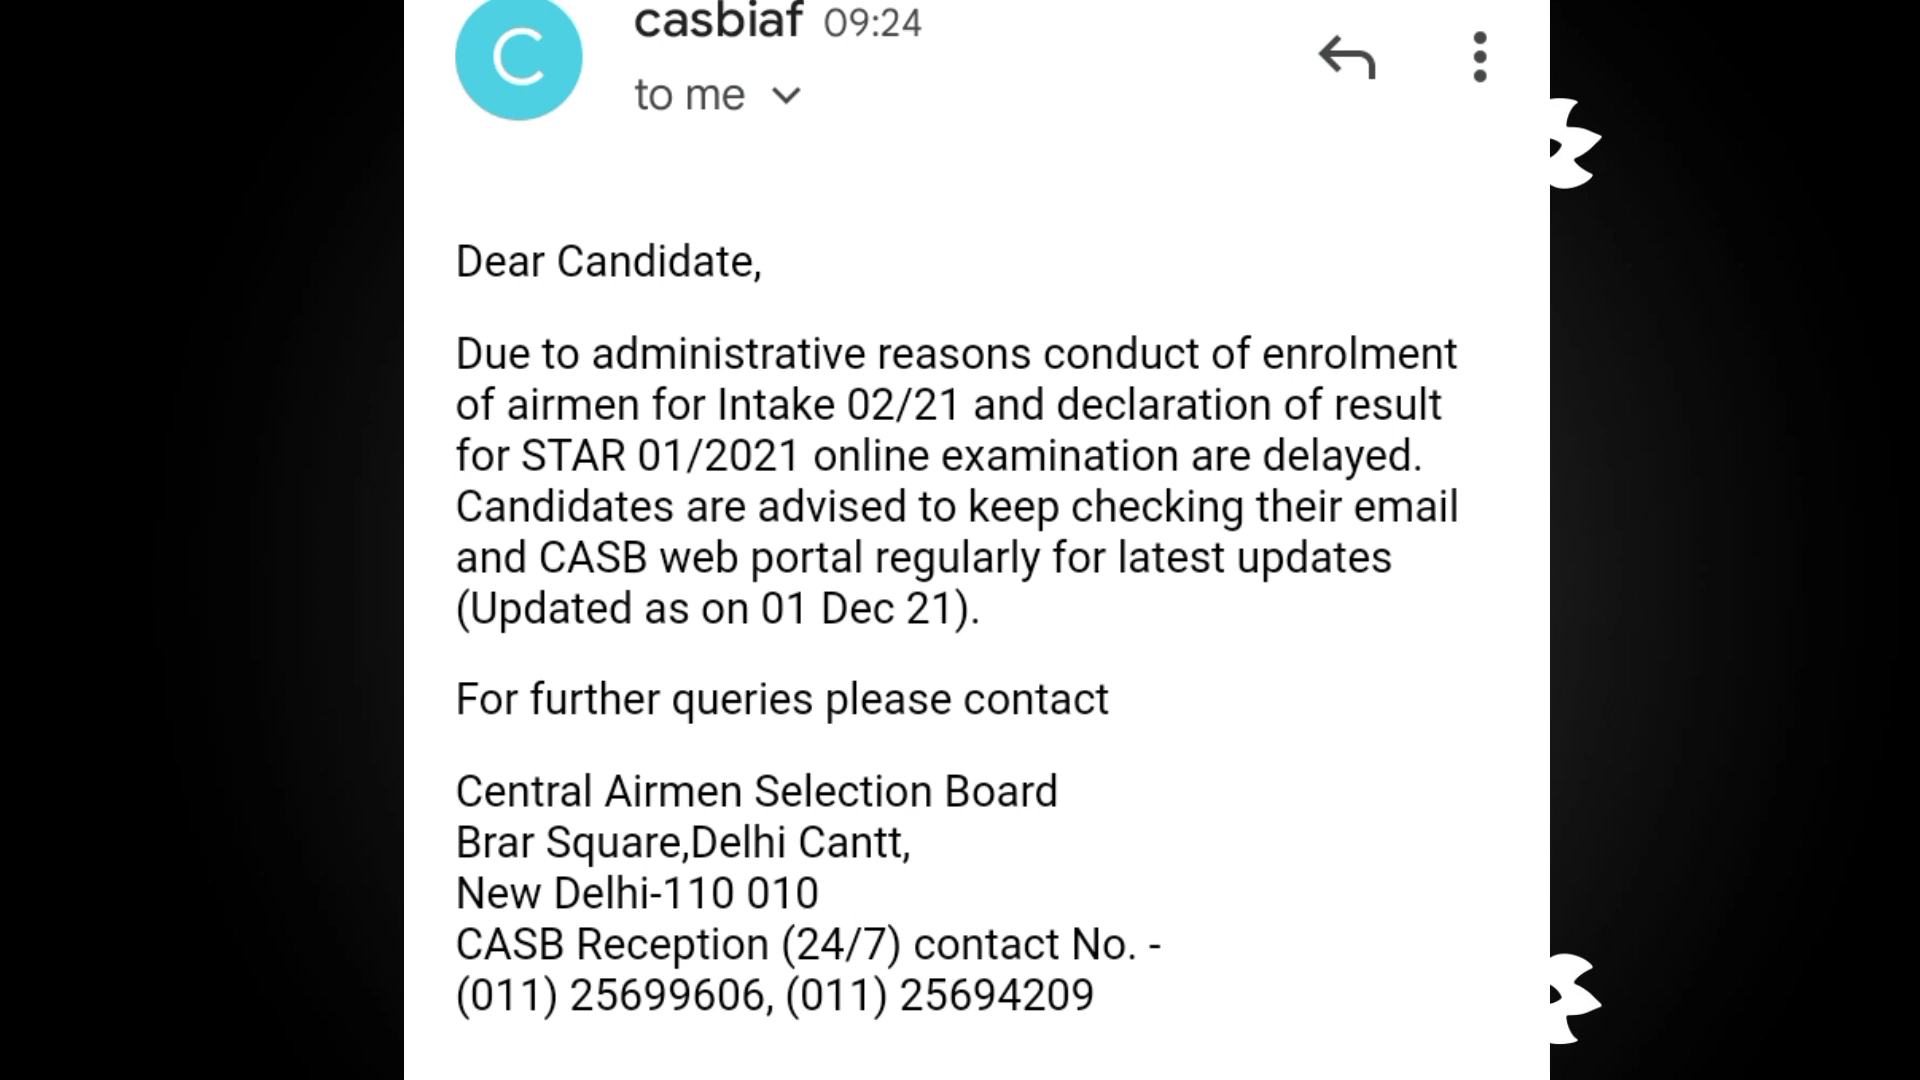 C
casbiaf 09:24
to me
Dear Candidate,
Due to administrative reasons conduct of enrolment
of airmen for Intake 02/21 and declaration of result
for STAR 01/2021 online examination are delayed.
Candidates are advised to keep checking their email
and CASB web portal regularly for latest updates
(Updated as on 01 Dec 21).
For further queries please contact
Central Airmen Selection Board
Brar Square,Delhi Cantt,
New Delhi-110 010
CASB Reception (24/7) contact No. -
(011) 25699606, (011) 25694209